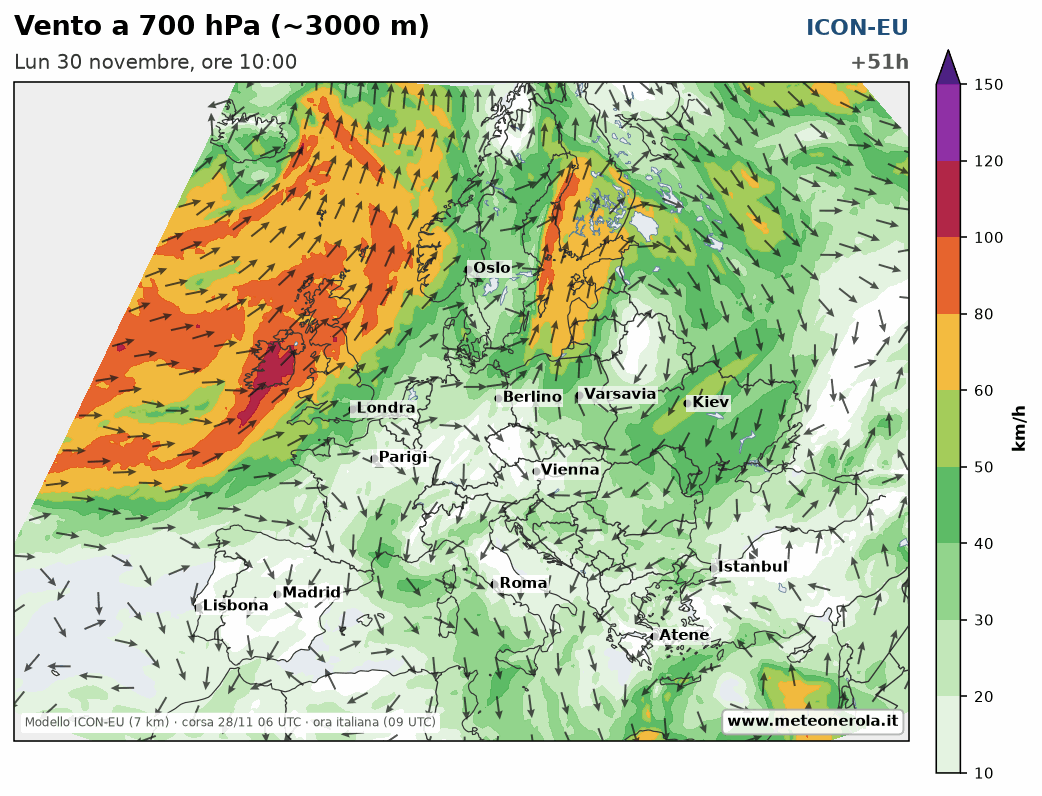 Vento a 700 hPa (~3000 m)
ICON-EU
Lun 30 novembre, ore 10:00
+51h
150
120
100
80
60
50
40
30
20
10
km/h
Oslo
Londra
Berlino
Varsavia
Kiev
Parigi
Vienna
Istanbul
Roma
Madrid
Lisbona
Atene
Modello ICON-EU (7 km) · corsa 28/11 06 UTC · ora italiana (09 UTC)
www.meteonerola.it